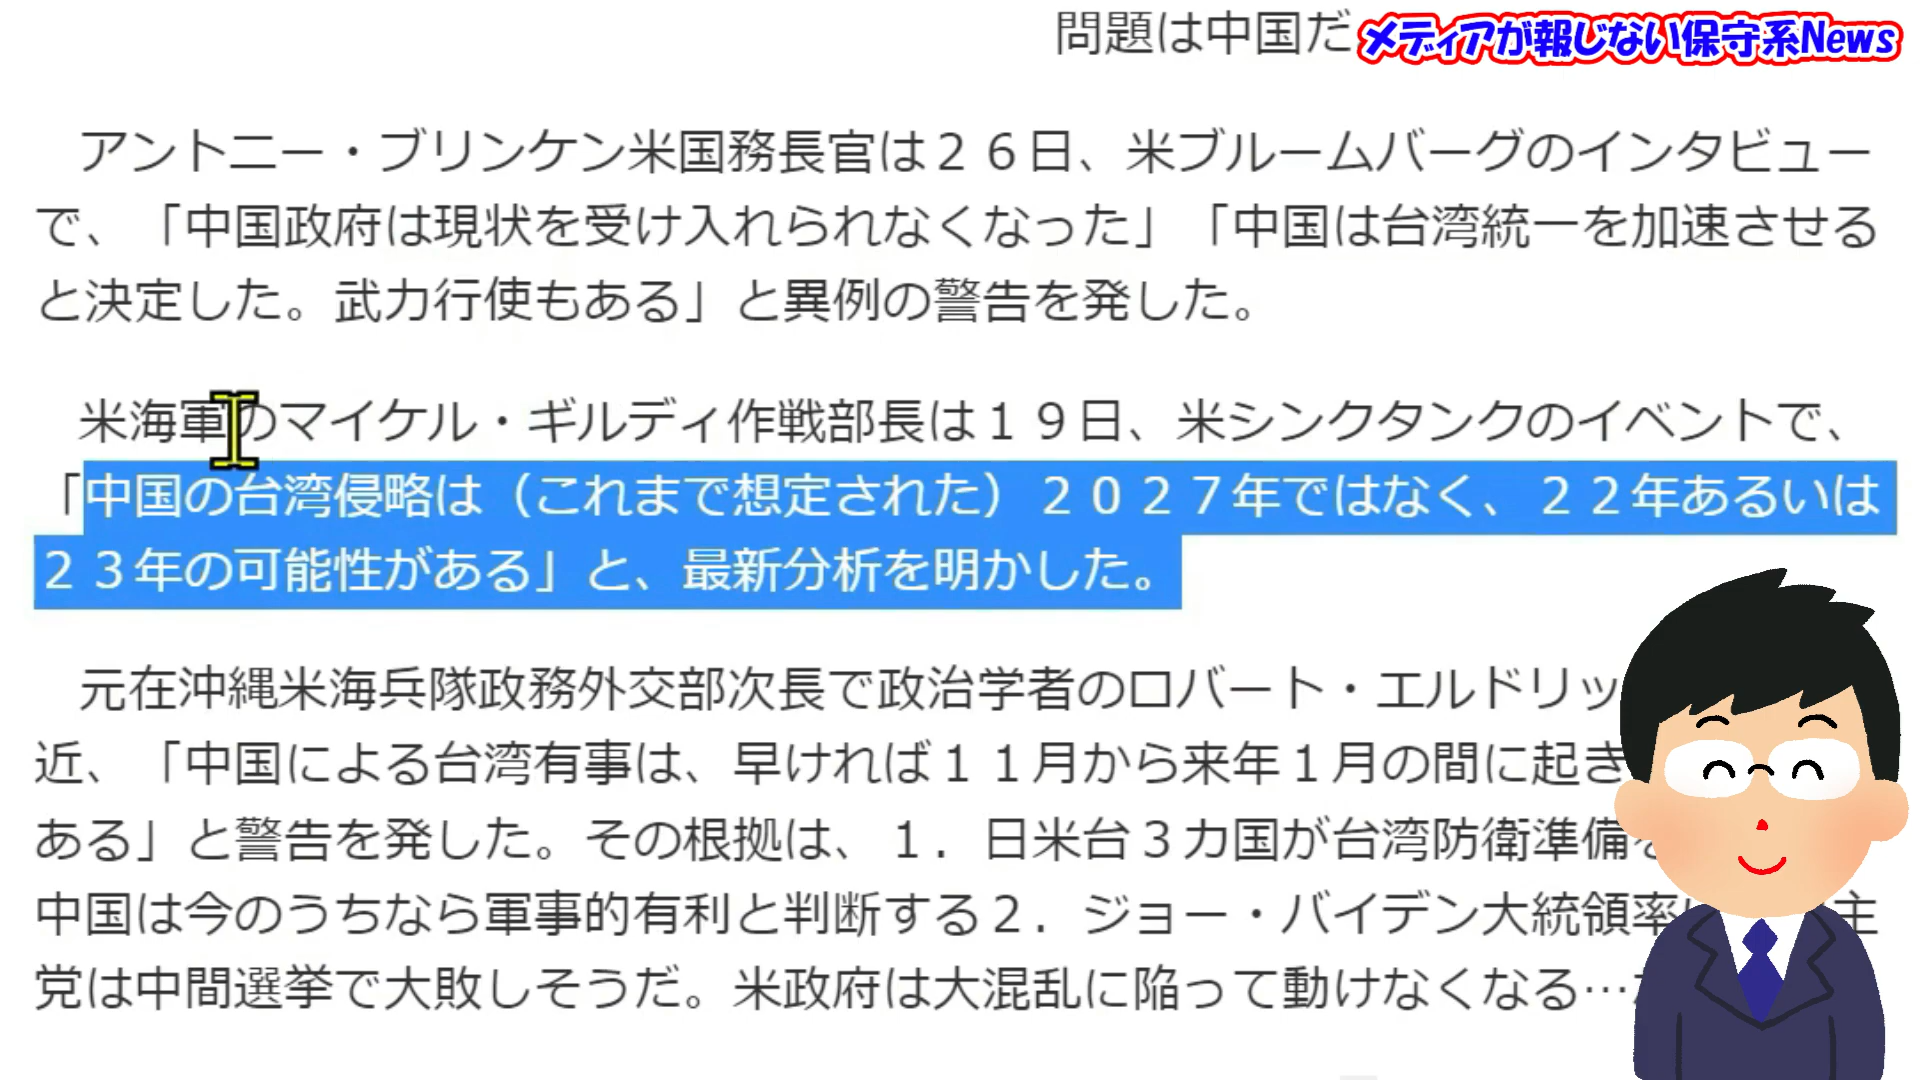 問題は中国だ
メディアが報じない保守系News
アントニー・ブリンケン米国務長官は２６日、米ブルームバーグのインタビュー
で、「中国政府は現状を受け入れられなくなった」「中国は台湾統一を加速させる
と決定した。武力行使もある」と異例の警告を発した。
米海軍のマイケル・ギルディ作戦部長は１９日、米シンクタンクのイベントで、
「中国の台湾侵略は（これまで想定された）２０２７年ではなく、２２年あるいは
２３年の可能性がある」と、最新分析を明かした。
元在沖縄米海兵隊政務外交部次長で政治学者のロバート・エルドリッ
近、「中国による台湾有事は、早ければ１１月から来年１月の間に起き
ある」と警告を発した。その根拠は、１．日米台３カ国が台湾防衛準備
中国は今のうちなら軍事的有利と判断する２．ジョー・バイデン大統領率 主
党は中間選挙で大敗しそうだ。米政府は大混乱に陥って動けなくなる…